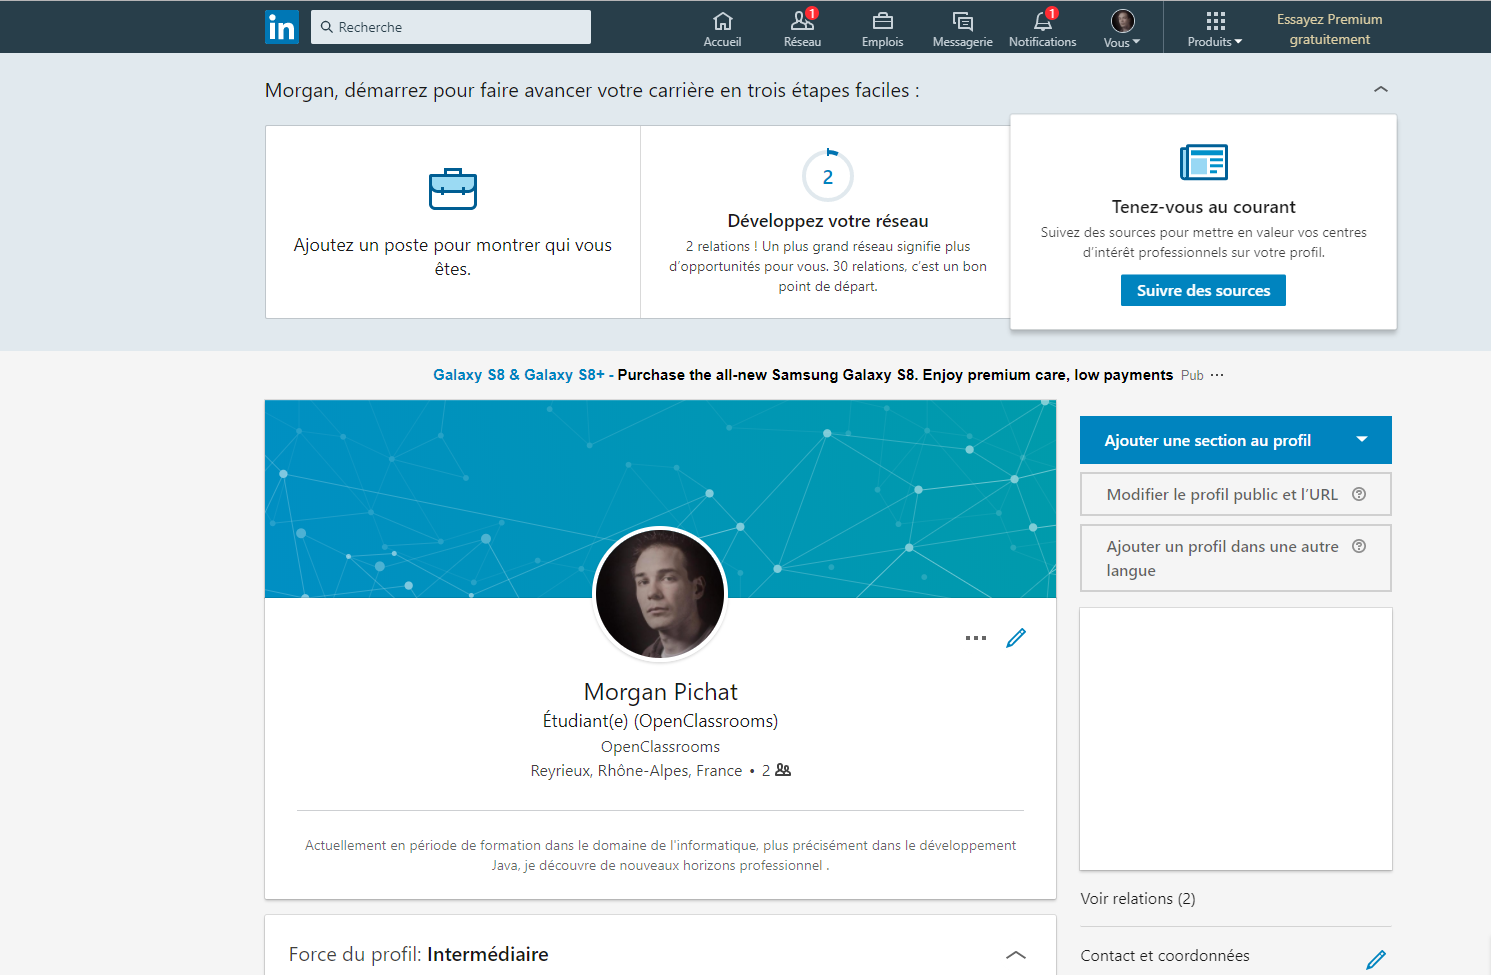 in
Recherche
Accueil
1
Réseau
Emplois
Messagerie
1
Notifications
Vous
Produits
Essayez Premium
gratuitement
Morgan, démarrez pour faire avancer votre carrière en trois étapes faciles :
Ajoutez un poste pour montrer qui vous
êtes.
2
Développez votre réseau
2 relations ! Un plus grand réseau signifie plus
d’opportunités pour vous. 30 relations, c’est un bon
point de départ.
Tenez-vous au courant
Suivez des sources pour mettre en valeur vos centres
d’intérêt professionnels sur votre profil.
Suivre des sources
Galaxy S8 & Galaxy S8+ - Purchase the all-new Samsung Galaxy S8. Enjoy premium care, low payments Pub ···
Morgan Pichat
Étudiant(e) (OpenClassrooms)
OpenClassrooms
Reyrieux, Rhône-Alpes, France • 2
Actuellement en période de formation dans le domaine de l’informatique, plus précisément dans le développement
Java, je découvre de nouveaux horizons professionnel .
Force du profil: Intermédiaire
Ajouter une section au profil
Modifier le profil public et l’URL ?
Ajouter un profil dans une autre ?
langue
Voir relations (2)
Contact et coordonnées